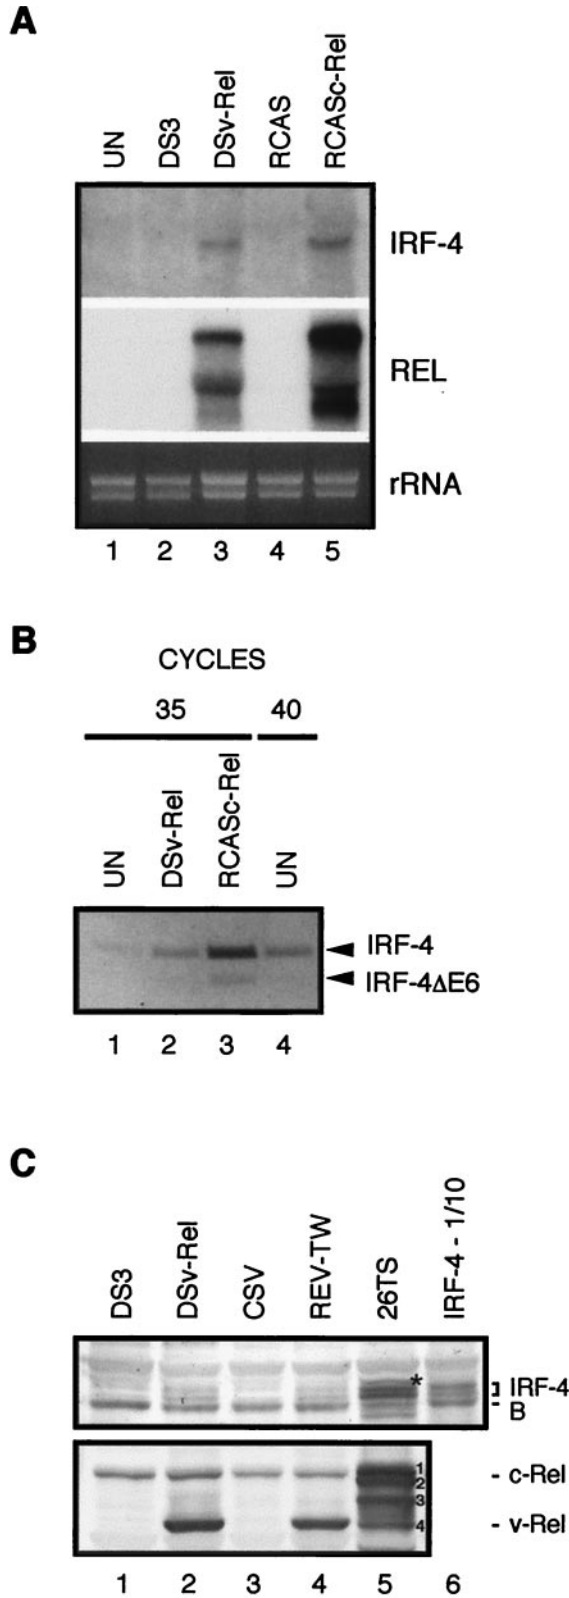 A
UN DS3 DSv-Rel RCAS RCASc-Rel
IRF-4
REL
rRNA
1 2 3 4 5
B
CYCLES
35 40
UN DSv-Rel RCASc-Rel UN
IRF-4
IRF-4ΔE6
1 2 3 4
C
DS3 DSv-Rel CSV REV-TW 26TS IRF-4 - 1/10
*
IRF-4
B
1
2
3
4
- c-Rel
- v-Rel
1 2 3 4 5 6